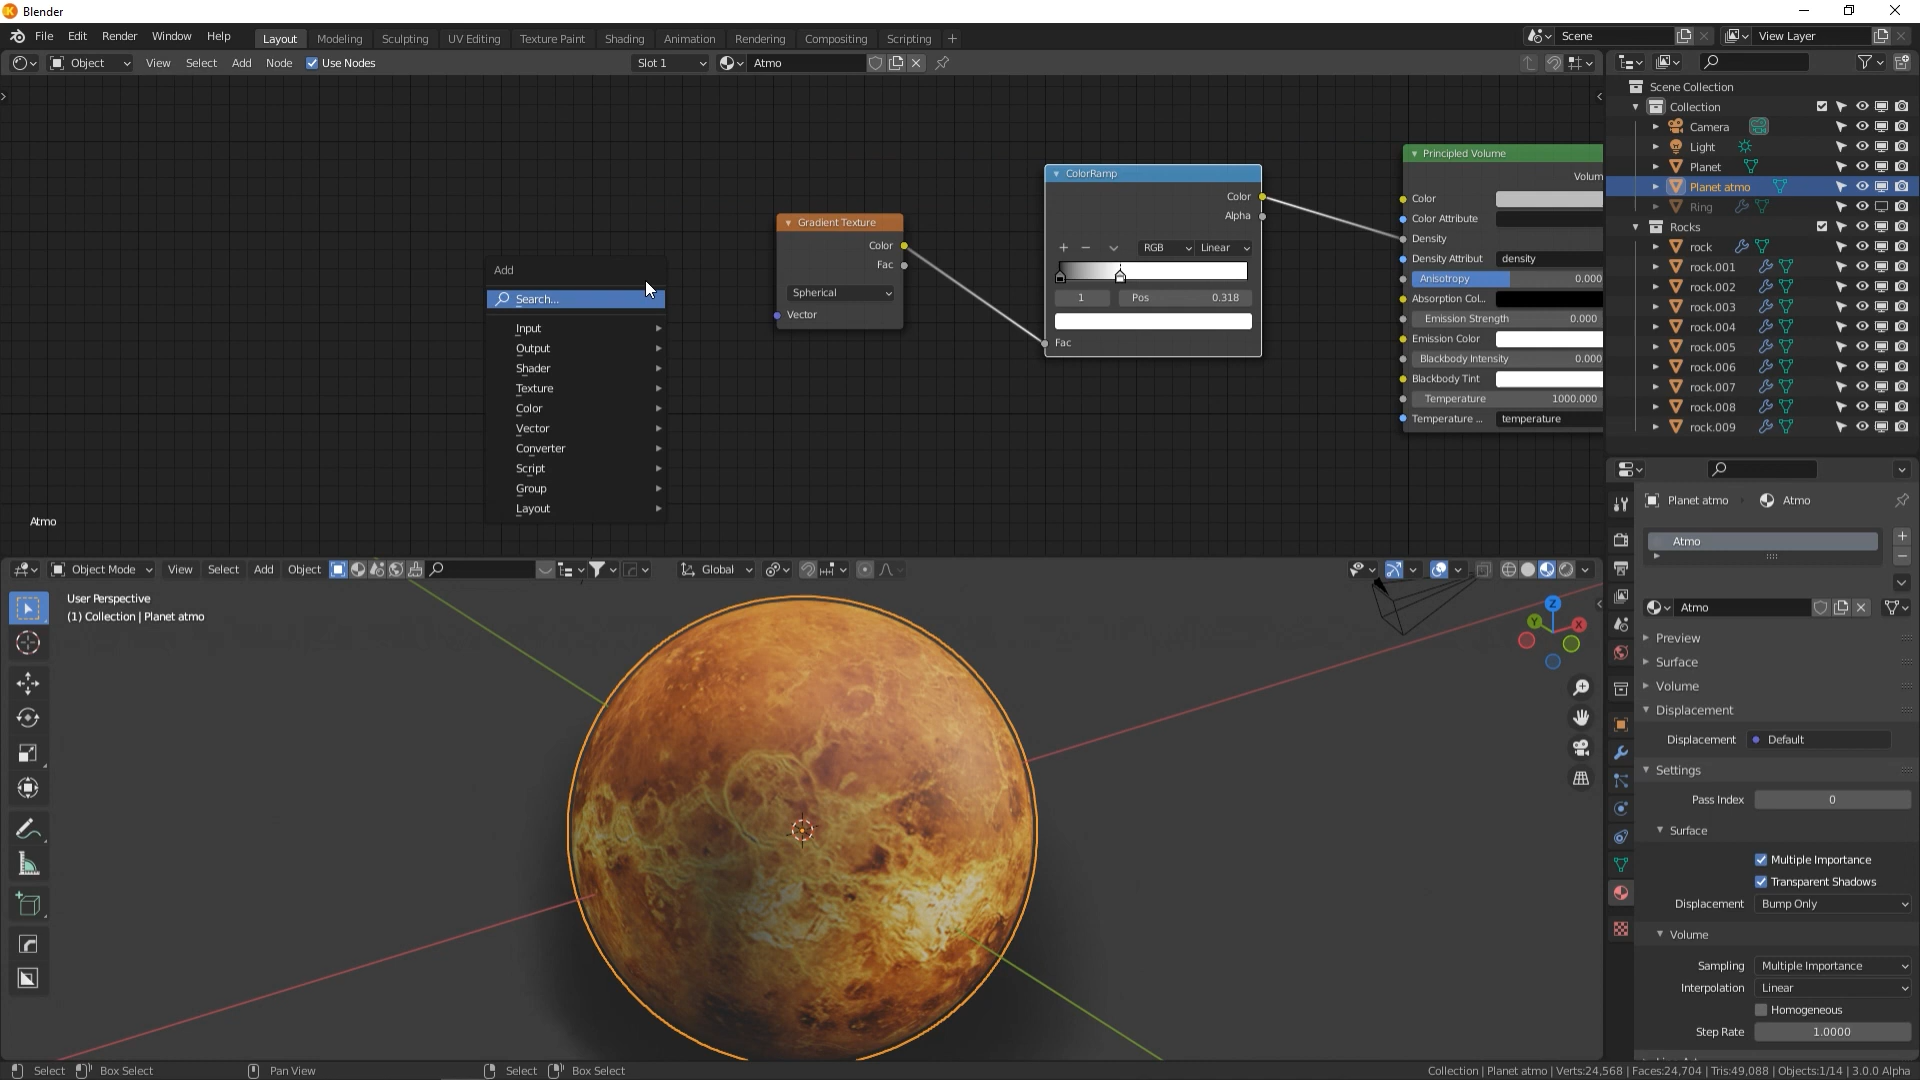 Blender
File Edit Render Window Help Layout Modeling Sculpting UV Editing Texture Paint Shading Animation Rendering Compositing Scripting + Scene View Layer
Object View Select Add Node Use Nodes Slot 1 Atmo
Scene Collection
Collection
Camera
Light
Planet
Planet atmo
Ring
Rocks
rock
rock.001
rock.002
rock.003
rock.004
rock.005
rock.006
rock.007
rock.008
rock.009
Add
Search...
Input
Output
Shader
Texture
Color
Vector
Converter
Script
Group
Layout
Gradient Texture
Color
Fac
Spherical
Vector
ColorRamp
Color
Alpha
+ − RGB Linear
1 Pos 0.318
Fac
Principled Volume
Volum
Color
Color Attribute
Density
Density Attribut density
Anisotropy 0.000
Absorption Col...
Emission Strength 0.000
Emission Color
Blackbody Intensity 0.000
Blackbody Tint
Temperature 1000.000
Temperature ... temperature
Atmo
Object Mode View Select Add Object Global
User Perspective
(1) Collection | Planet atmo
Z
Y
X
Planet atmo Atmo
Atmo
Atmo
Preview
Surface
Volume
Displacement
Displacement Default
Settings
Pass Index 0
Surface
Multiple Importance
Transparent Shadows
Displacement Bump Only
Volume
Sampling Multiple Importance
Interpolation Linear
Homogeneous
Step Rate 1.0000
Select Box Select Pan View Select Box Select Collection | Planet atmo | Verts:24,568 | Faces:24,704 | Tris:49,088 | Objects:1/14 | 3.0.0 Alpha